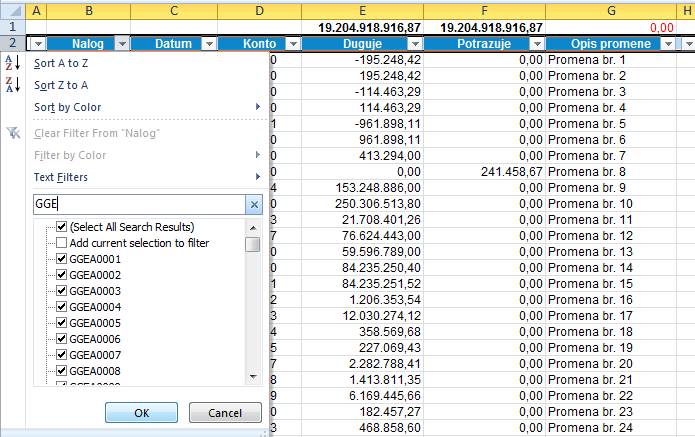 A B C D E F G H
1 19.204.918.916,87 19.204.918.916,87 0,00
2 Nalog Datum Konto Duguje Potrazuje Opis promene
Sort A to Z
Sort Z to A
Sort by Color
Clear Filter From "Nalog"
Filter by Color
Text Filters
GGE
(Select All Search Results)
Add current selection to filter
GGEA0001
GGEA0002
GGEA0003
GGEA0004
GGEA0005
GGEA0006
GGEA0007
GGEA0008
OK Cancel
0 -195.248,42 0,00 Promena br. 1
0 195.248,42 0,00 Promena br. 2
0 -114.463,29 0,00 Promena br. 3
0 114.463,29 0,00 Promena br. 4
1 -961.898,11 0,00 Promena br. 5
0 961.898,11 0,00 Promena br. 6
0 413.294,00 0,00 Promena br. 7
0 0,00 241.458,67 Promena br. 8
4 153.248.886,00 0,00 Promena br. 9
0 250.306.513,80 0,00 Promena br. 10
3 21.708.401,26 0,00 Promena br. 11
7 76.624.443,00 0,00 Promena br. 12
0 59.596.789,00 0,00 Promena br. 13
0 84.235.250,40 0,00 Promena br. 14
1 84.235.251,52 0,00 Promena br. 15
2 1.206.353,54 0,00 Promena br. 16
3 12.030.274,12 0,00 Promena br. 17
4 358.569,68 0,00 Promena br. 18
5 227.069,43 0,00 Promena br. 19
7 2.282.788,41 0,00 Promena br. 20
8 1.413.811,35 0,00 Promena br. 21
9 6.169.445,66 0,00 Promena br. 22
0 182.457,27 0,00 Promena br. 23
3 468.858,60 0,00 Promena br. 24